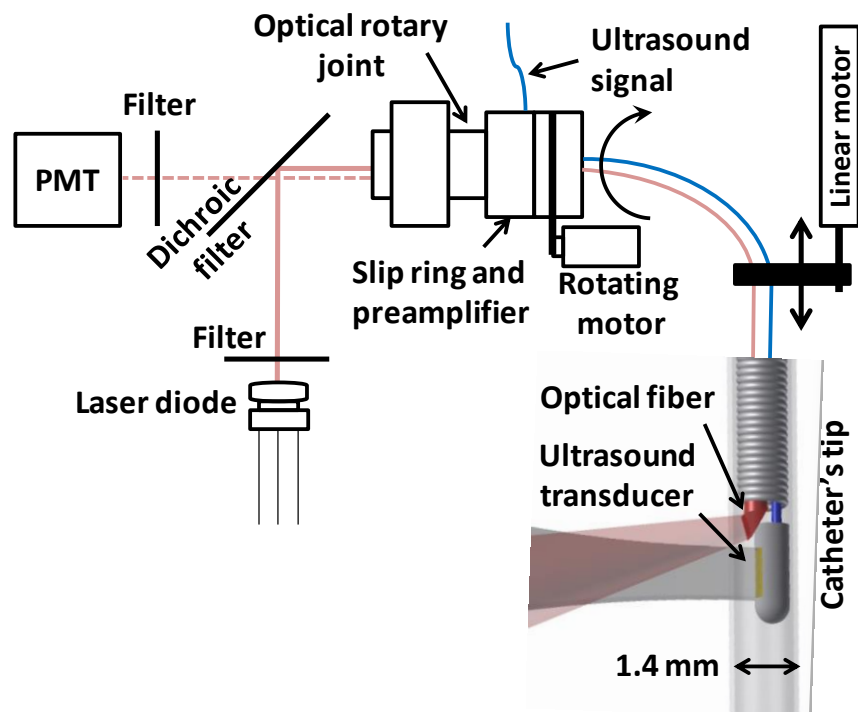 Optical rotary
joint
Ultrasound
signal
Linear motor
Filter
PMT
Dichroic
filter
Slip ring and
preamplifier
Rotating
motor
Filter
Laser diode
Optical fiber
Ultrasound
transducer
Catheter's tip
1.4 mm